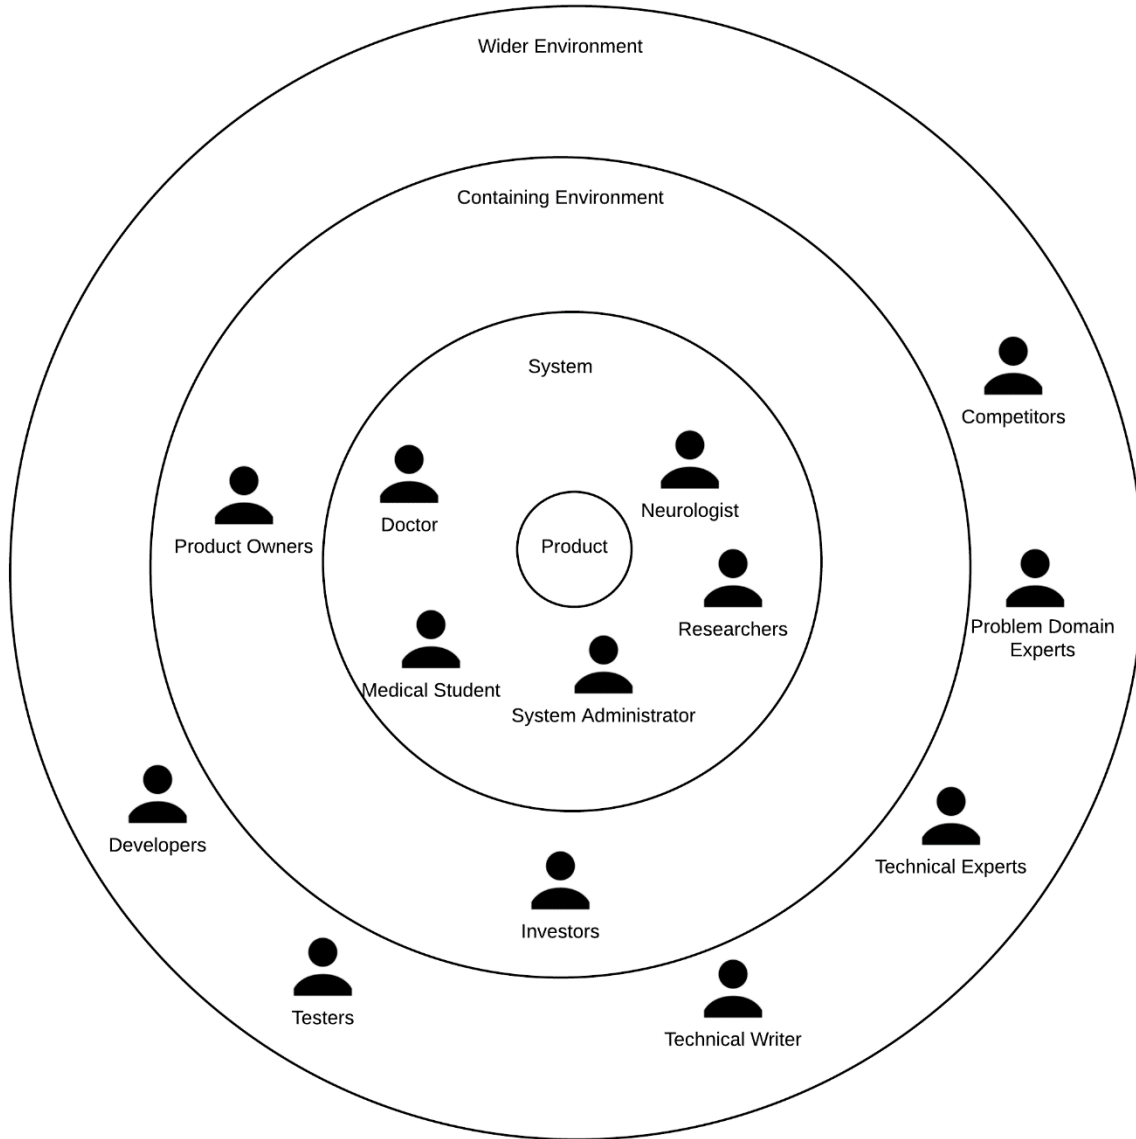 Wider Environment
Containing Environment
System
Competitors
Doctor
Neurologist
Product Owners
Product
Researchers
Problem Domain
Experts
Medical Student
System Administrator
Developers
Technical Experts
Investors
Testers
Technical Writer